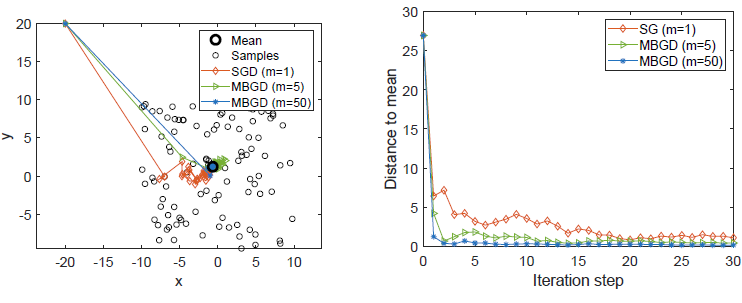 20
15
10
5
0
-5
y
-20
-15
-10
-5
0
5
10
x
Mean
Samples
SGD (m=1)
MBGD (m=5)
MBGD (m=50)
30
25
20
15
10
5
0
Distance to mean
0
5
10
15
20
25
30
Iteration step
SG (m=1)
MBGD (m=5)
MBGD (m=50)